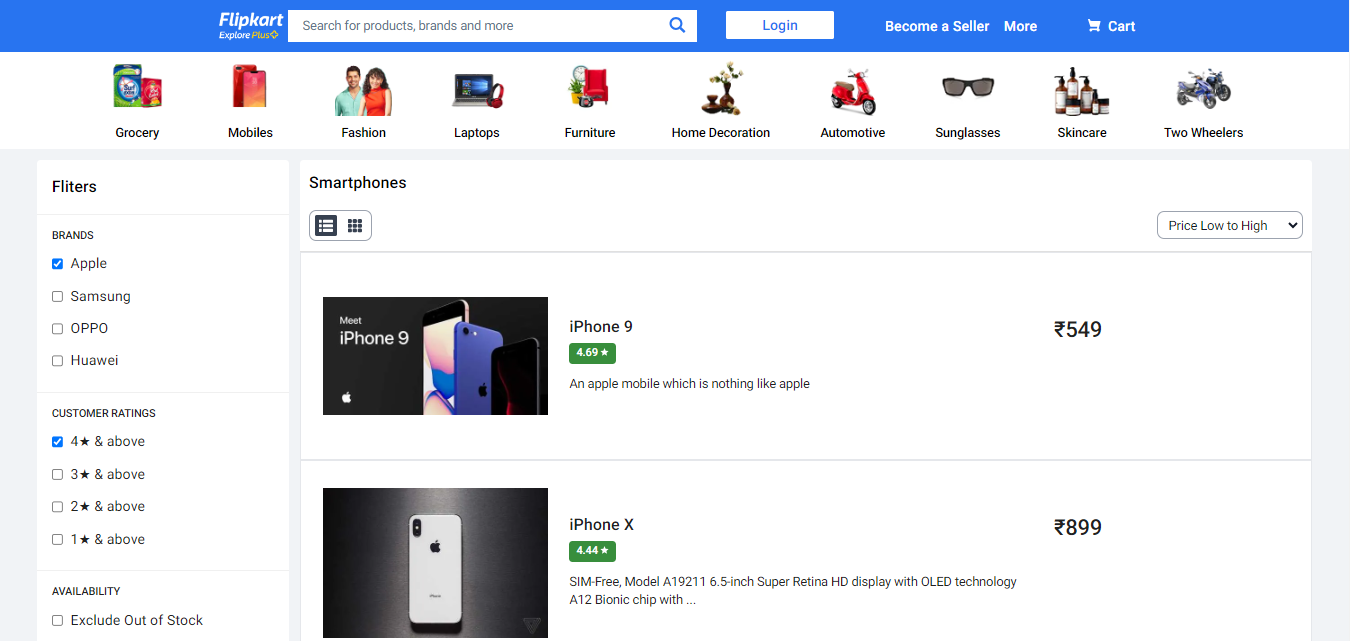 Flipkart
Explore Plus
Search for products, brands and more
Login
Become a Seller
More
Cart
Grocery
Mobiles
Fashion
Laptops
Furniture
Home Decoration
Automotive
Sunglasses
Skincare
Two Wheelers
Fliters
BRANDS
Apple
Samsung
OPPO
Huawei
CUSTOMER RATINGS
4★ & above
3★ & above
2★ & above
1★ & above
AVAILABILITY
Exclude Out of Stock
Smartphones
Price Low to High
Meet
iPhone 9
iPhone 9
4.69 ★
An apple mobile which is nothing like apple
₹549
iPhone X
4.44 ★
SIM-Free, Model A19211 6.5-inch Super Retina HD display with OLED technology
A12 Bionic chip with ...
₹899
iPhone